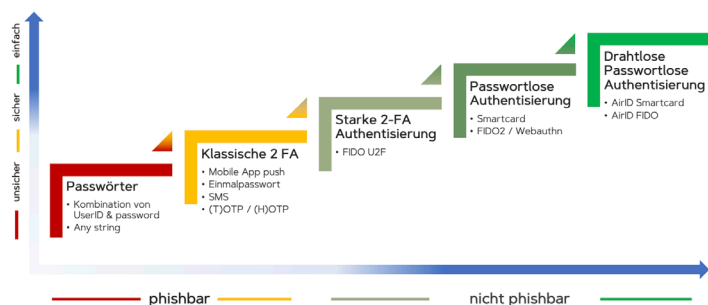 einfach
sicher
unsicher
Passwörter
• Kombination von
UserID & password
• Any string
Klassische 2 FA
• Mobile App push
• Einmalpasswort
• SMS
• (T)OTP / (H)OTP
Starke 2-FA
Authentisierung
• FIDO U2F
Passwortlose
Authentisierung
• Smartcard
• FIDO2 / Webauthn
Drahtlose
Passwortlose
Authentisierung
• AirID Smartcard
• AirID FIDO
phishbar
nicht phishbar